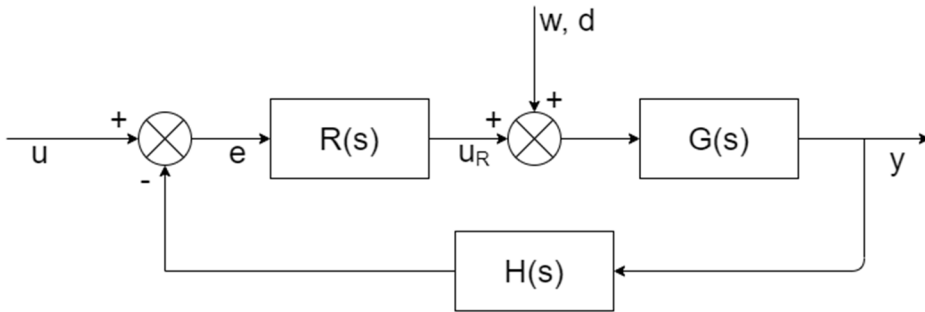 w, d
+
+
+
R(s)
G(s)
u
e
u_R
y
-
H(s)